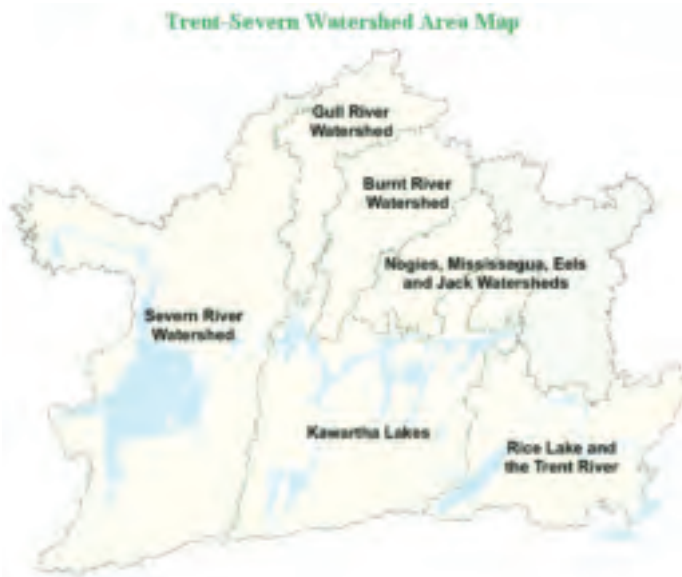 Trent-Severn Watershed Area Map
Gull River
Watershed
Burnt River
Watershed
Nogies, Mississagua, Eels
and Jack Watersheds
Severn River
Watershed
Kawartha Lakes
Rice Lake and
the Trent River